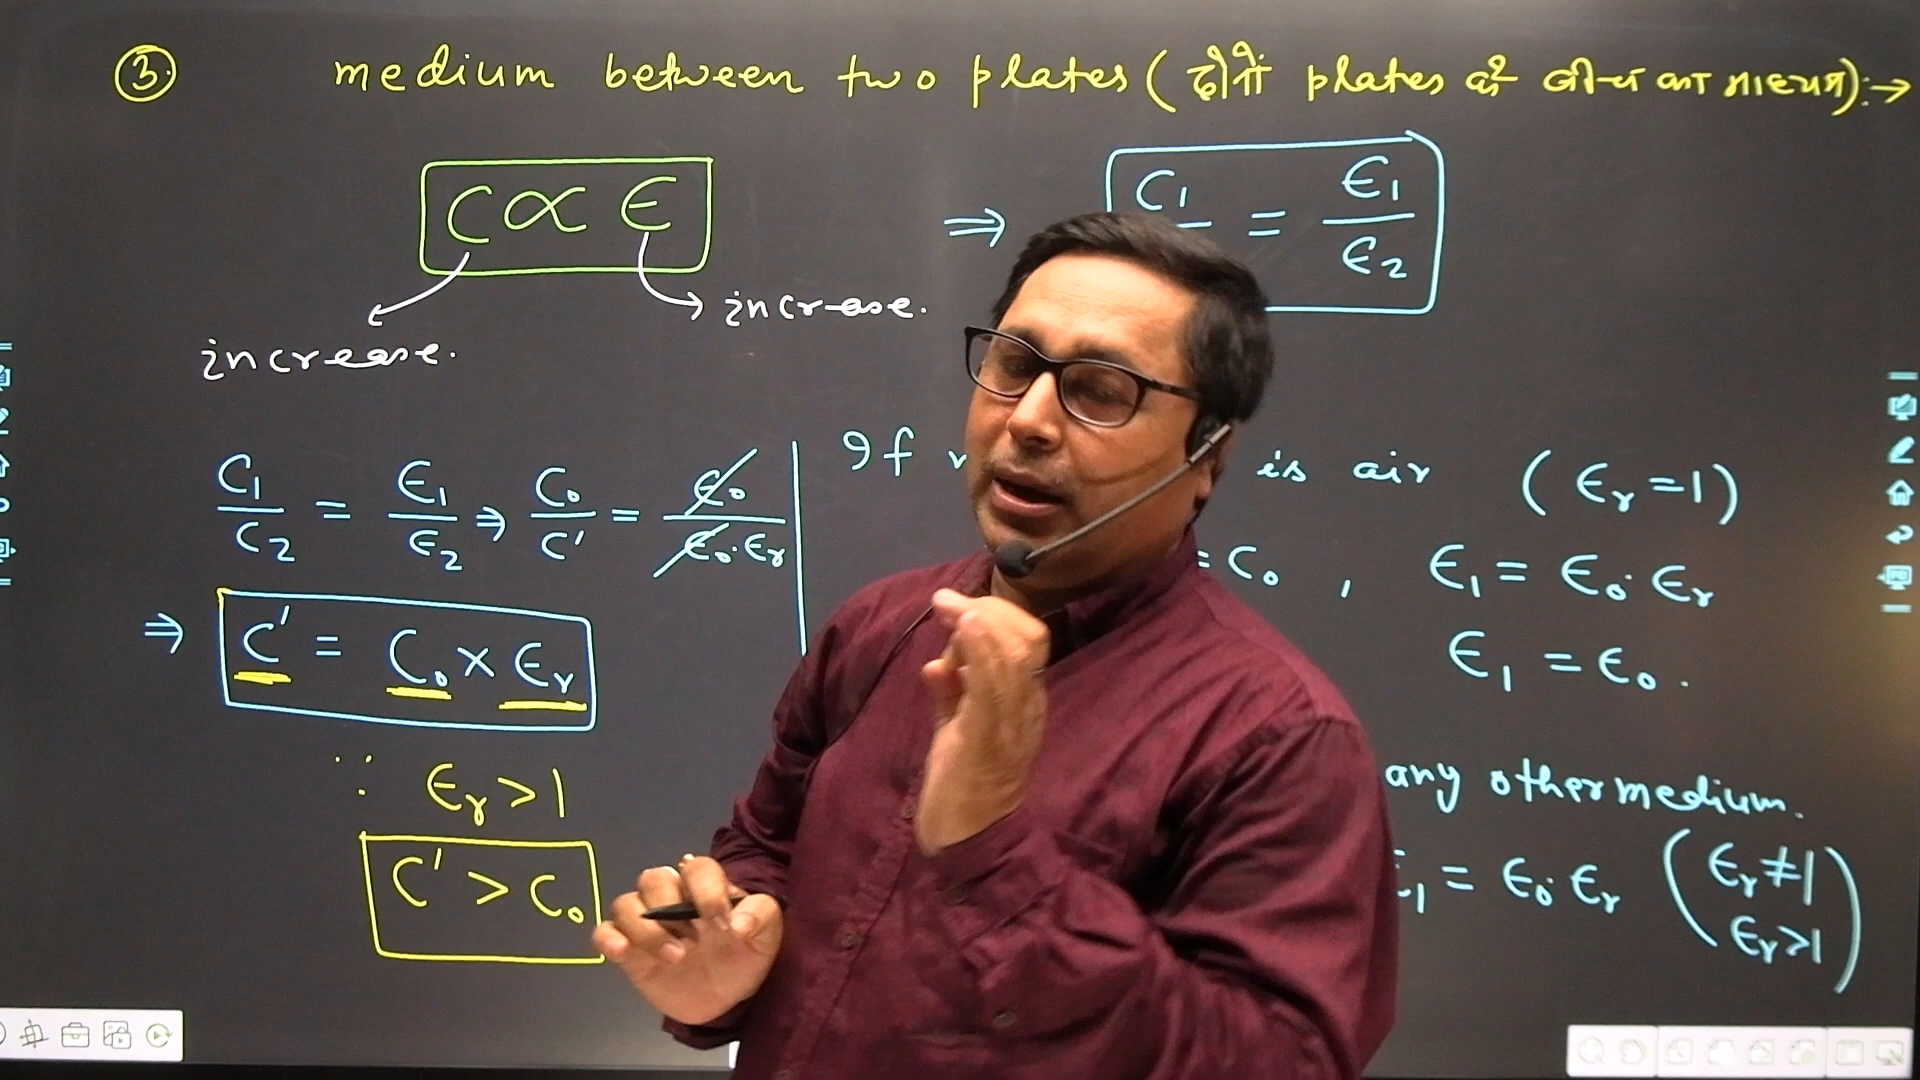 ③ medium between two plates ( दोनों plates के बीच का माध्यम):→
C ∝ ∈
⇒ C₁ = ∈₁/∈₂
increase.
increase.
C₁/C₂ = ∈₁/∈₂ ⇒ C₀/C' = ∈₀/∈₀.∈r
If is air (∈r=1)
= C₀ , ∈₁ = ∈₀.∈r
∈₁ = ∈₀.
⇒ C' = C₀ × ∈r
∵ ∈r > 1
C' > C₀
any other medium.
₁ = ∈₀.∈r (∈r≠1
∈r>1)